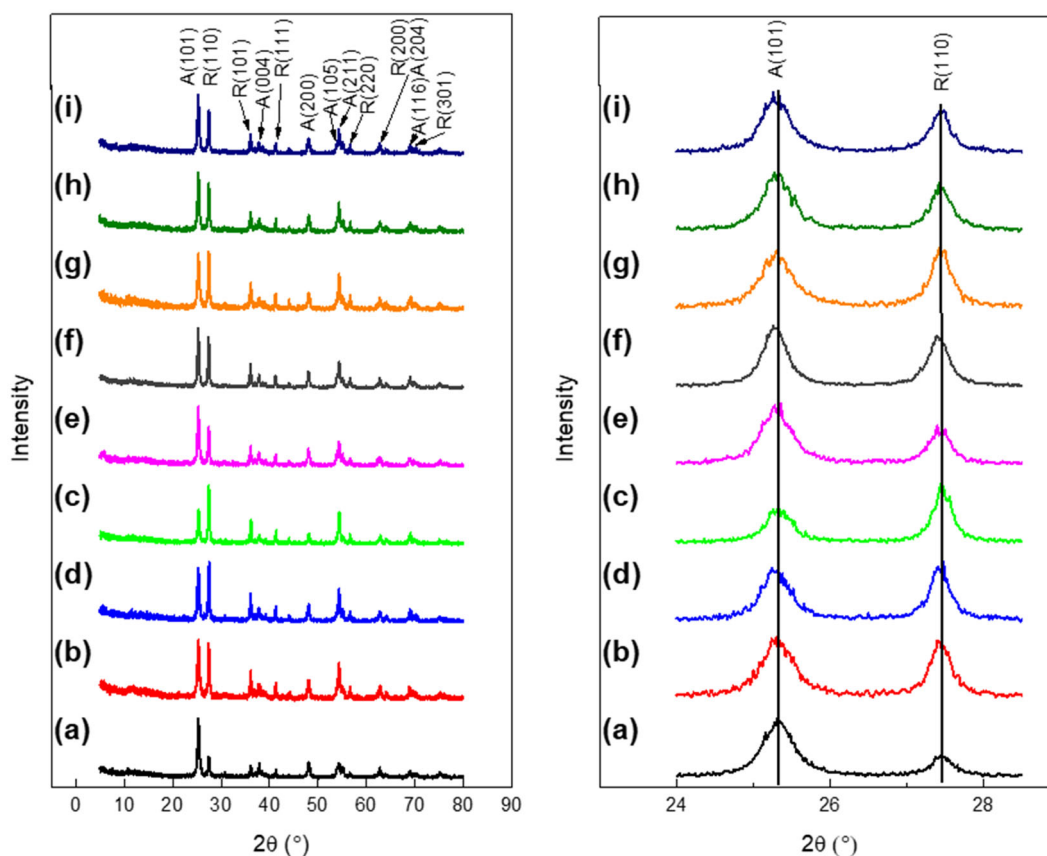 A(101)
R(110)
R(101)
A(004)
R(111)
A(200)
A(105)
A(211)
R(220)
R(200)
A(204)
A(116)
R(301)
(i)
(h)
(g)
(f)
(e)
(c)
(d)
(b)
(a)
Intensity
0 10 20 30 40 50 60 70 80 90
2θ (°)
A(101)
R(110)
(i)
(h)
(g)
(f)
(e)
(c)
(d)
(b)
(a)
Intensity
24 26 28
2θ (°)